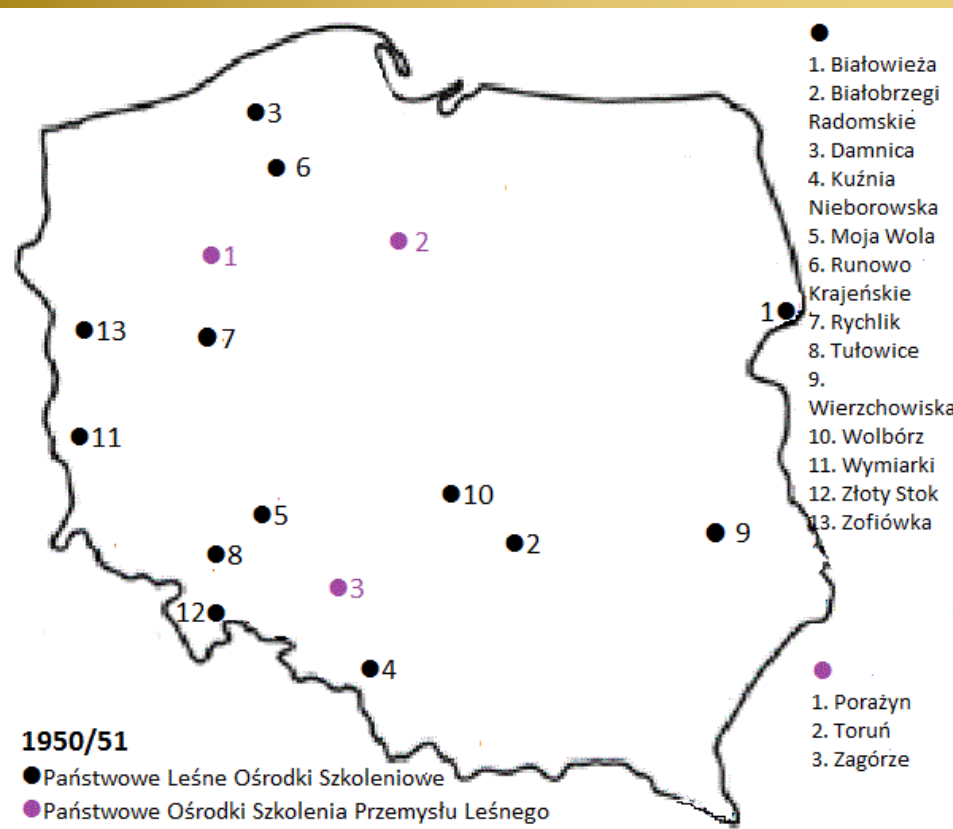 3
6
1
2
13
7
1
11
10
5
2
9
8
3
12
4
1. Białowieża
2. Białobrzegi
Radomskie
3. Damnica
4. Kuźnia
Nieborowska
5. Moja Wola
6. Runowo
Krajeńskie
7. Rychlik
8. Tułowice
9.
Wierzchowiska
10. Wolbórz
11. Wymiarki
12. Złoty Stok
13. Zofiówka
1. Porażyn
2. Toruń
3. Zagórze
1950/51
Państwowe Leśne Ośrodki Szkoleniowe
Państwowe Ośrodki Szkolenia Przemysłu Leśnego